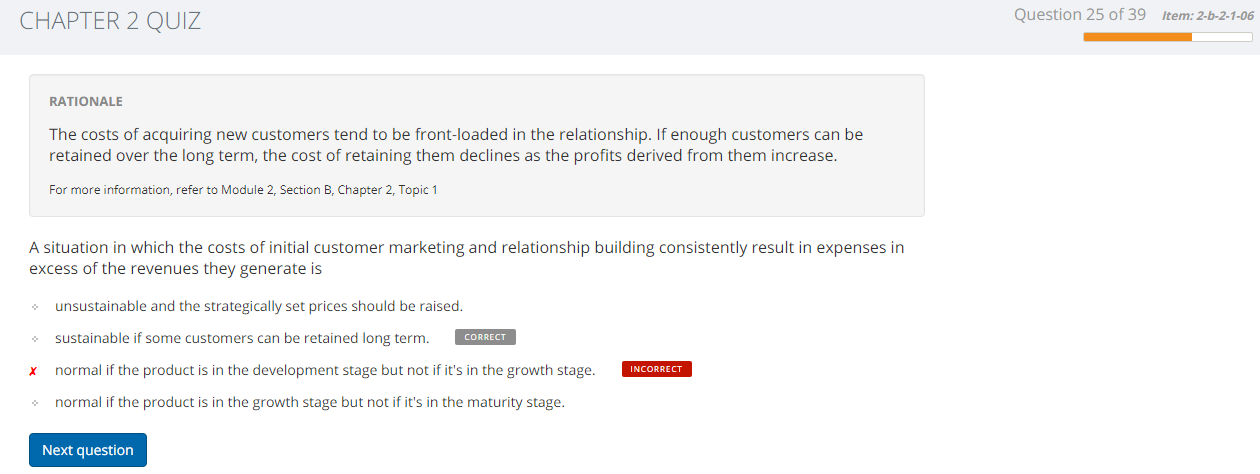 CHAPTER 2 QUIZ
Question 25 of 39 Item: 2-b-2-1-06
RATIONALE
The costs of acquiring new customers tend to be front-loaded in the relationship. If enough customers can be
retained over the long term, the cost of retaining them declines as the profits derived from them increase.
For more information, refer to Module 2, Section B, Chapter 2, Topic 1
A situation in which the costs of initial customer marketing and relationship building consistently result in expenses in
excess of the revenues they generate is
unsustainable and the strategically set prices should be raised.
sustainable if some customers can be retained long term. CORRECT
✗ normal if the product is in the development stage but not if it's in the growth stage. INCORRECT
normal if the product is in the growth stage but not if it's in the maturity stage.
Next question